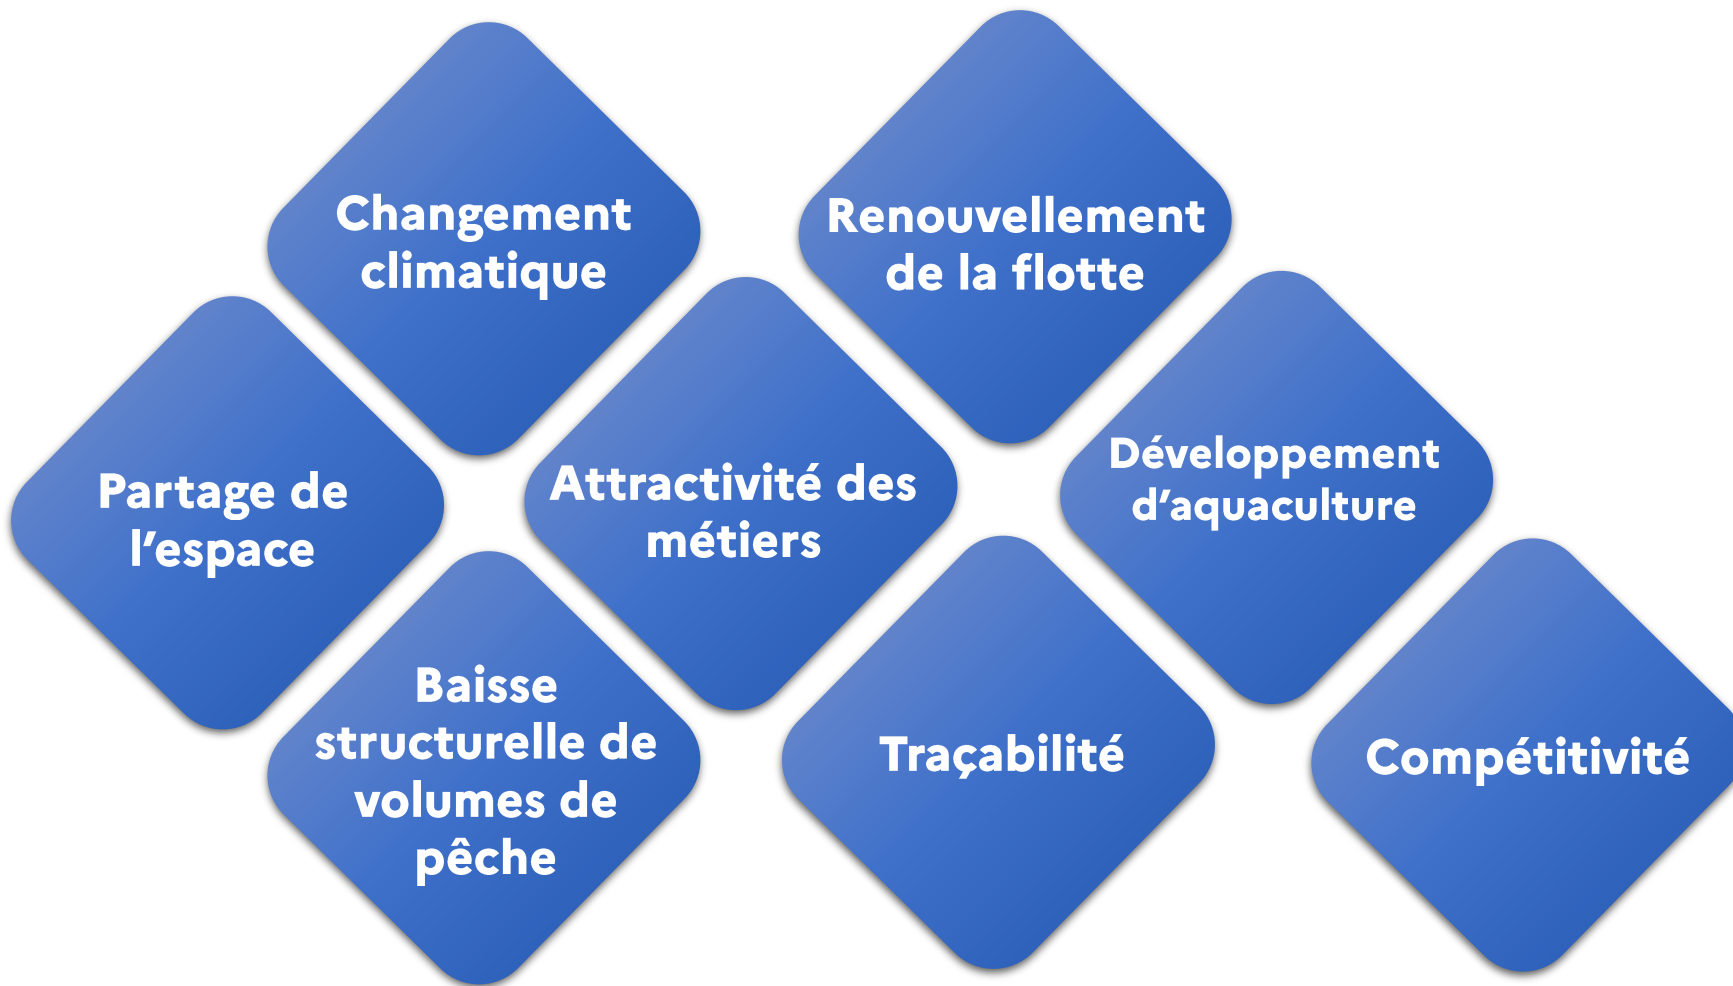 Changement
climatique
Renouvellement
de la flotte
Partage de
l’espace
Attractivité des
métiers
Développement
d’aquaculture
Baisse
structurelle de
volumes de
pêche
Traçabilité
Compétitivité